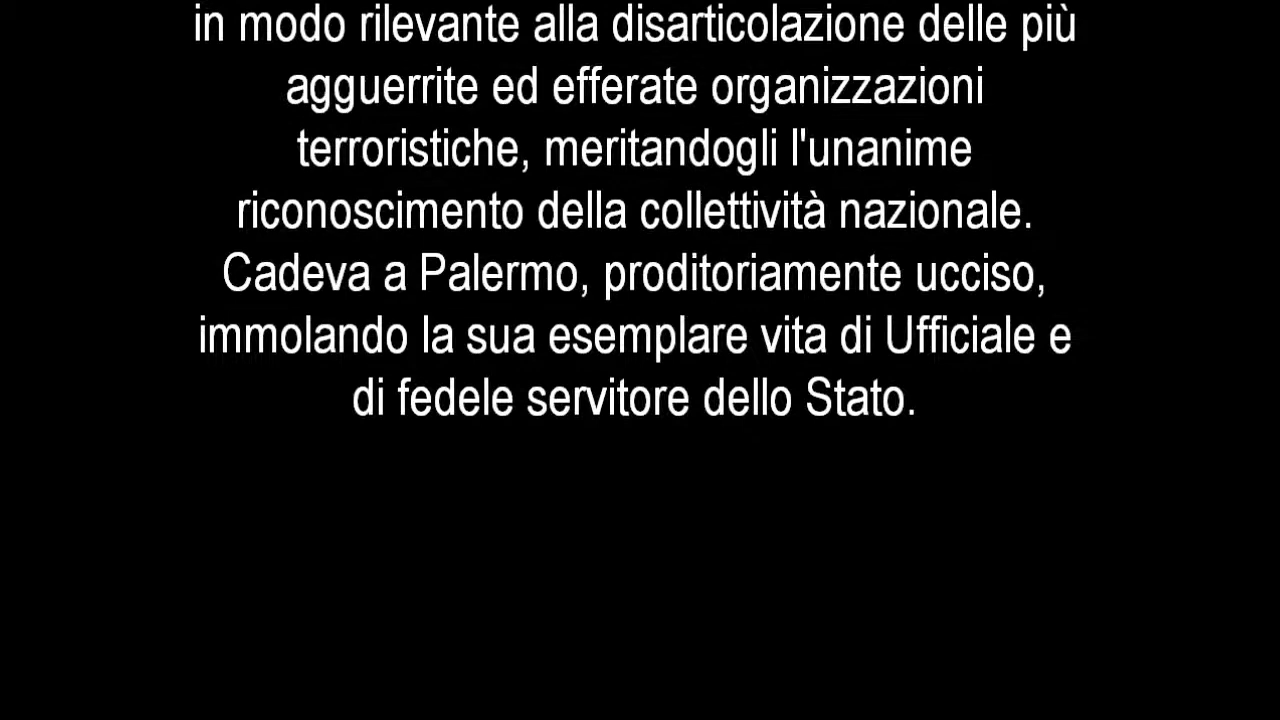 in modo rilevante alla disarticolazione delle più
agguerrite ed efferate organizzazioni
terroristiche, meritandogli l'unanime
riconoscimento della collettività nazionale.
Cadeva a Palermo, proditoriamente ucciso,
immolando la sua esemplare vita di Ufficiale e
di fedele servitore dello Stato.